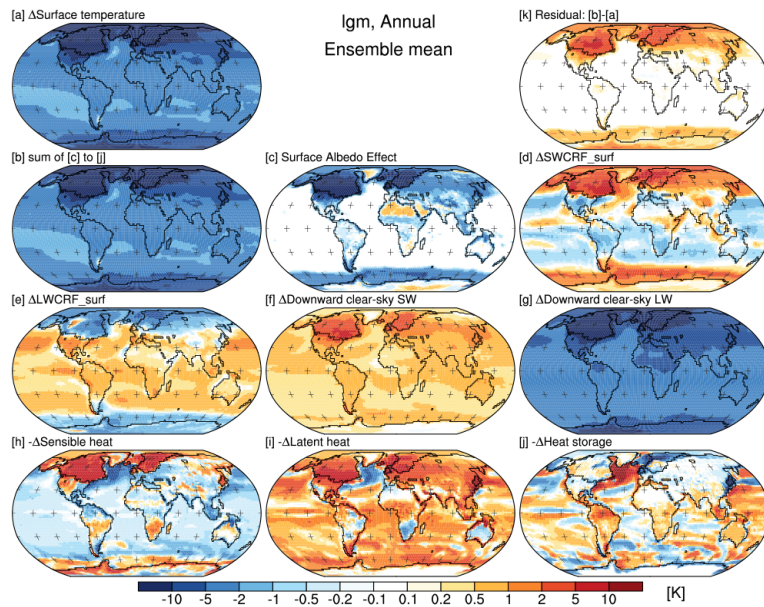 [a] ΔSurface temperature
lgm, Annual
Ensemble mean
[k] Residual: [b]-[a]
[b] sum of [c] to [j]
[c] Surface Albedo Effect
[d] ΔSWCRF_surf
[e] ΔLWCRF_surf
[f] ΔDownward clear-sky SW
[g] ΔDownward clear-sky LW
[h] -ΔSensible heat
[i] -ΔLatent heat
[j] -ΔHeat storage
-10 -5 -2 -1 -0.5 -0.2 -0.1 0.1 0.2 0.5 1 2 5 10 [K]